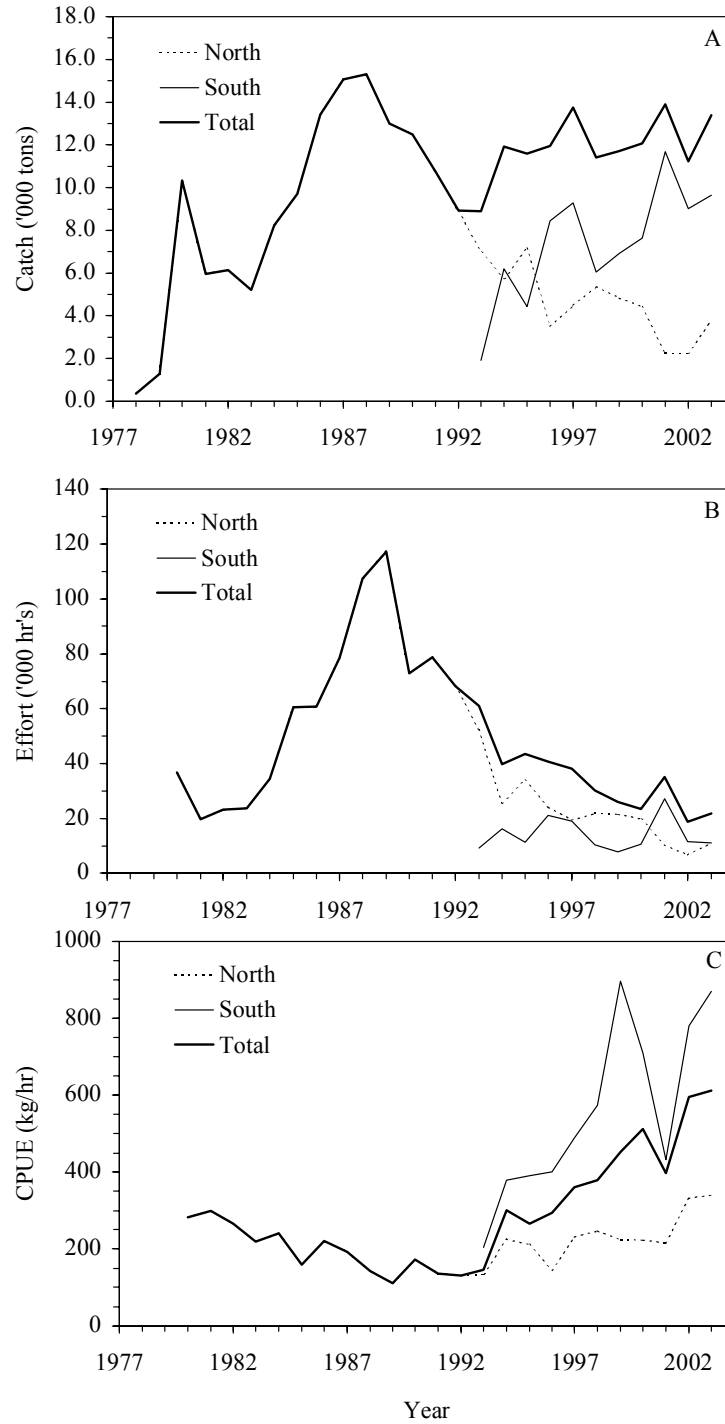 18.0
16.0
14.0
12.0
10.0
8.0
6.0
4.0
2.0
0.0
Catch ('000 tons)
A
North
South
Total
1977 1982 1987 1992 1997 2002
140
120
100
80
60
40
20
0
Effort ('000 hr's)
B
North
South
Total
1977 1982 1987 1992 1997 2002
1000
800
600
400
200
0
CPUE (kg/hr)
C
North
South
Total
1977 1982 1987 1992 1997 2002
Year